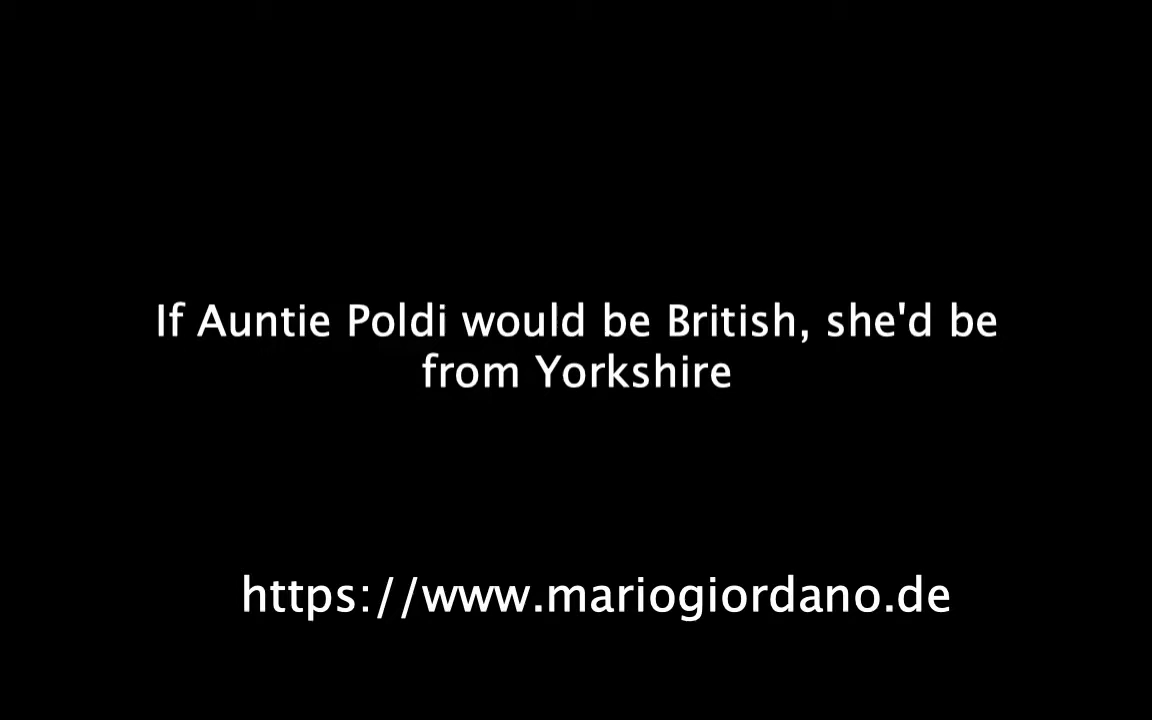 If Auntie Poldi would be British, she'd be
from Yorkshire
https://www.mariogiordano.de